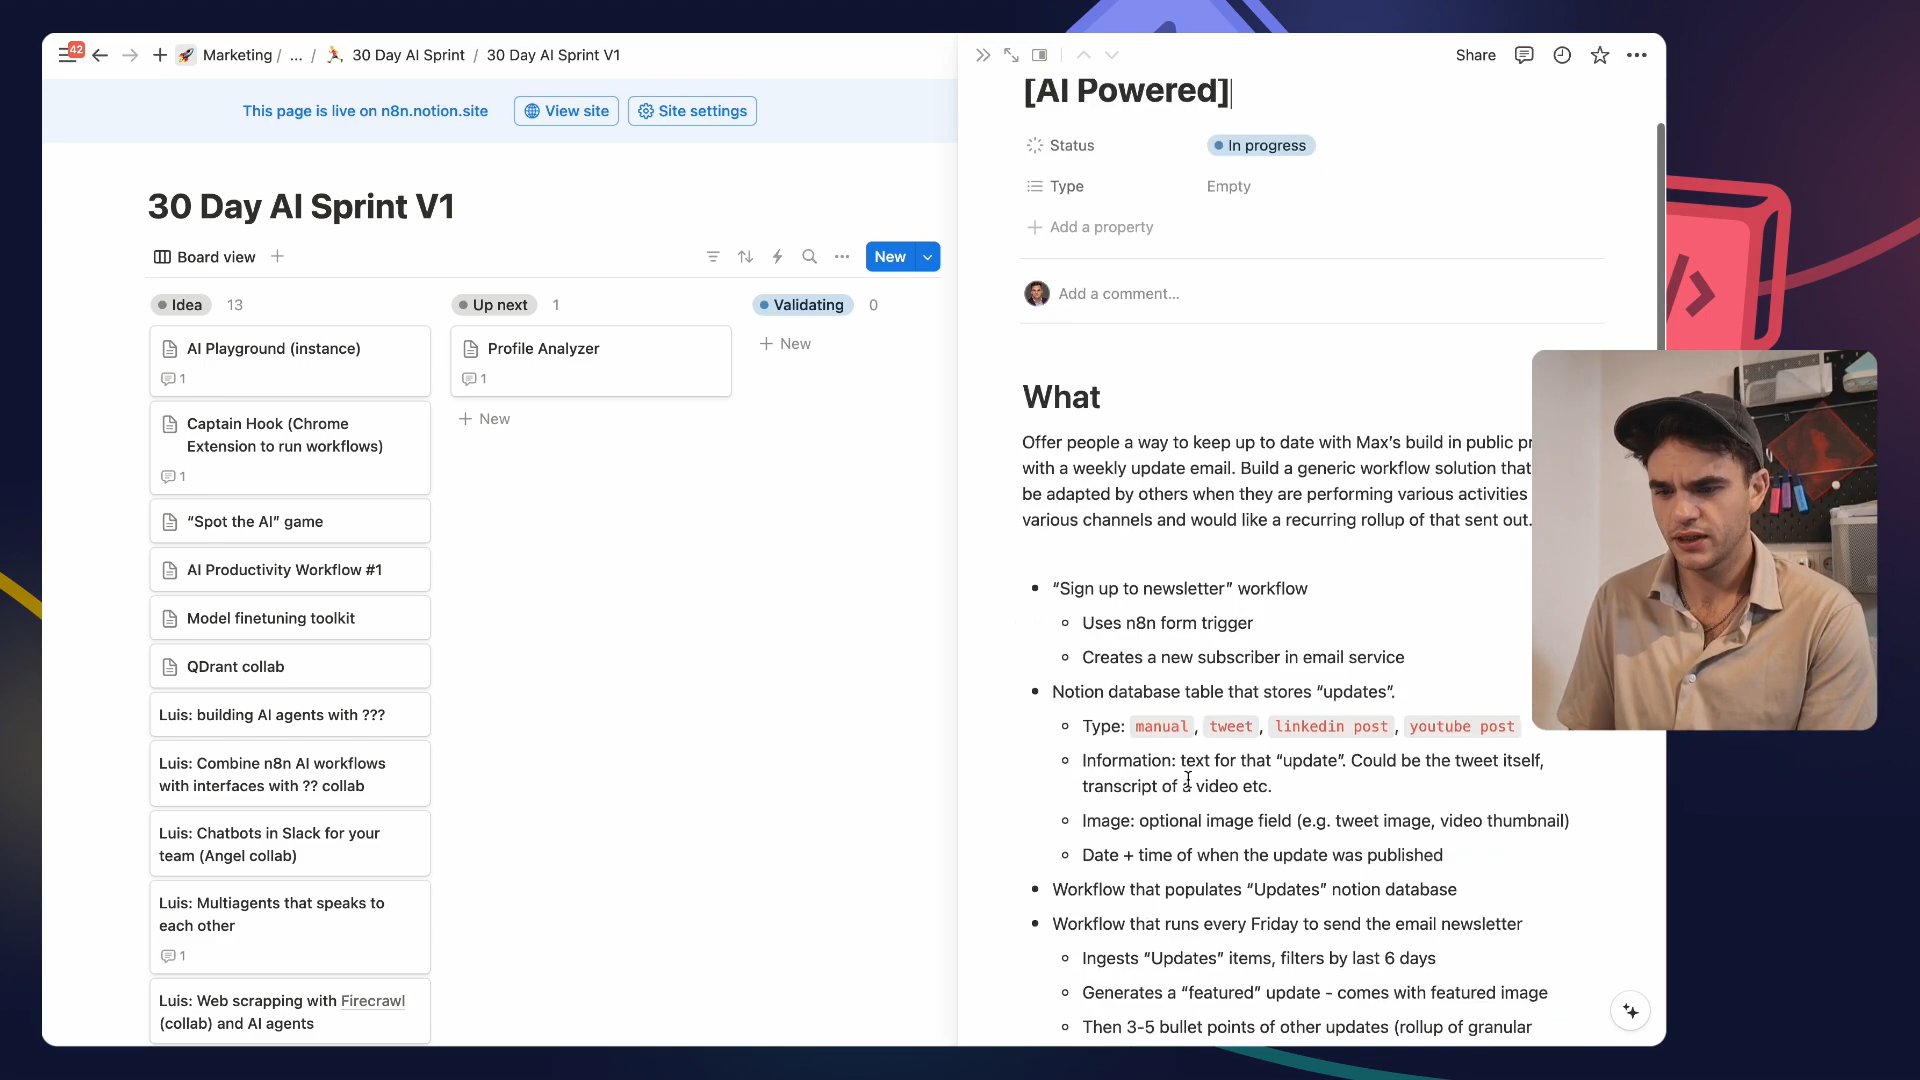 42
Marketing / ... / 30 Day AI Sprint / 30 Day AI Sprint V1
This page is live on n8n.notion.site
View site
Site settings
30 Day AI Sprint V1
Board view
New
Idea 13
AI Playground (instance)
1
Captain Hook (Chrome
Extension to run workflows)
1
“Spot the AI” game
AI Productivity Workflow #1
Model finetuning toolkit
QDrant collab
Luis: building AI agents with ???
Luis: Combine n8n AI workflows
with interfaces with ?? collab
Luis: Chatbots in Slack for your
team (Angel collab)
Luis: Multiagents that speaks to
each other
1
Luis: Web scrapping with Firecrawl
(collab) and AI agents
Up next 1
Profile Analyzer
1
New
Validating 0
New
Share
[AI Powered]
Status In progress
Type Empty
Add a property
Add a comment...
What
Offer people a way to keep up to date with Max’s build in public
with a weekly update email. Build a generic workflow solution that
be adapted by others when they are performing various activities
various channels and would like a recurring rollup of that sent out.
• “Sign up to newsletter” workflow
◦ Uses n8n form trigger
◦ Creates a new subscriber in email service
• Notion database table that stores “updates”.
◦ Type: manual, tweet, linkedin post, youtube post
◦ Information: text for that “update”. Could be the tweet itself,
transcript of a video etc.
◦ Image: optional image field (e.g. tweet image, video thumbnail)
◦ Date + time of when the update was published
• Workflow that populates “Updates” notion database
• Workflow that runs every Friday to send the email newsletter
◦ Ingests “Updates” items, filters by last 6 days
◦ Generates a “featured” update - comes with featured image
◦ Then 3-5 bullet points of other updates (rollup of granular